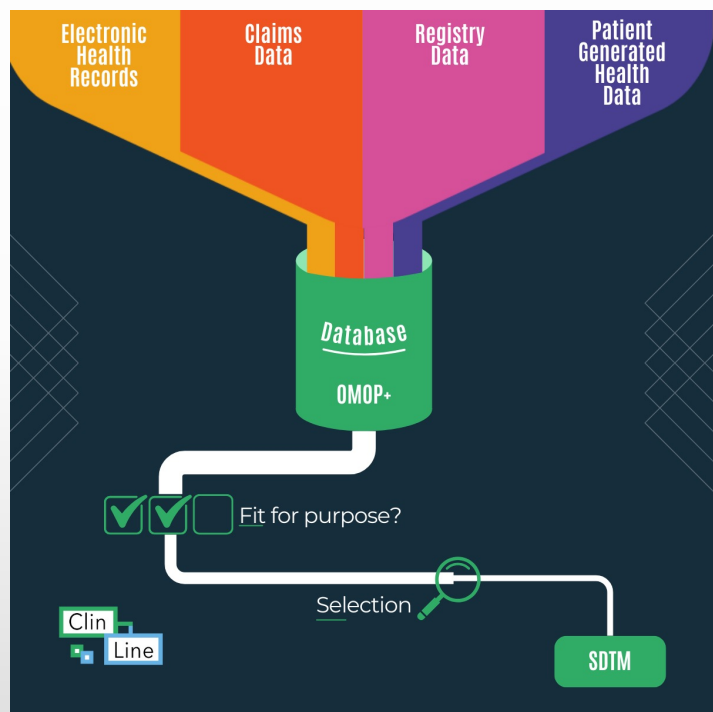 Electronic
Health
Records
Claims
Data
Registry
Data
Patient
Generated
Health
Data
Database
OMOP+
Fit for purpose?
Selection
Clin
Line
SDTM